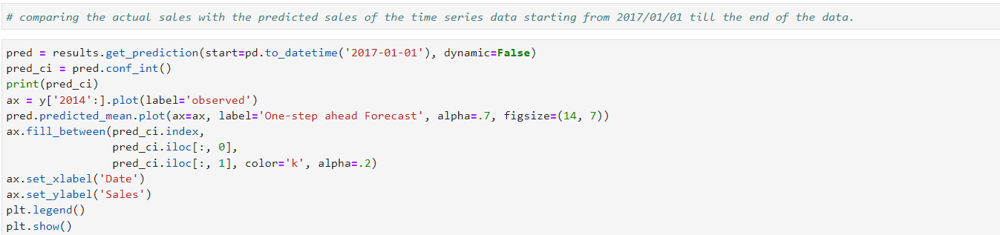 # comparing the actual sales with the predicted sales of the time series data starting from 2017/01/01 till the end of the data.
pred = results.get_prediction(start=pd.to_datetime('2017-01-01'), dynamic=False)
pred_ci = pred.conf_int()
print(pred_ci)
ax = y['2014':].plot(label='observed')
pred.predicted_mean.plot(ax=ax, label='One-step ahead Forecast', alpha=.7, figsize=(14, 7))
ax.fill_between(pred_ci.index,
                pred_ci.iloc[:, 0],
                pred_ci.iloc[:, 1], color='k', alpha=.2)
ax.set_xlabel('Date')
ax.set_ylabel('Sales')
plt.legend()
plt.show()